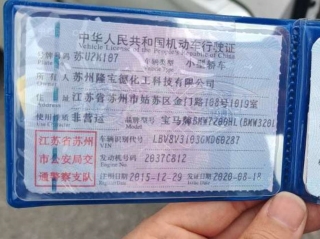 中华人民共和国机动车行驶证
Vehicle License of the People's Republic of China
号牌号码 苏U2K107 车辆类型 小型轿车
所有人 苏州隆宝盈化工科技有限公司
住址 江苏省苏州市姑苏区金门路108号1019室
使用性质 非营运 品牌型号 宝马牌BMW7200HL(BMW320L
江苏省苏州
市公安局交
通警察支队
车辆识别代号 LBV8V3103GMD60287
VIN
发动机号码 2037C812
注册日期 2015-12-29 发证日期 2020-08-18